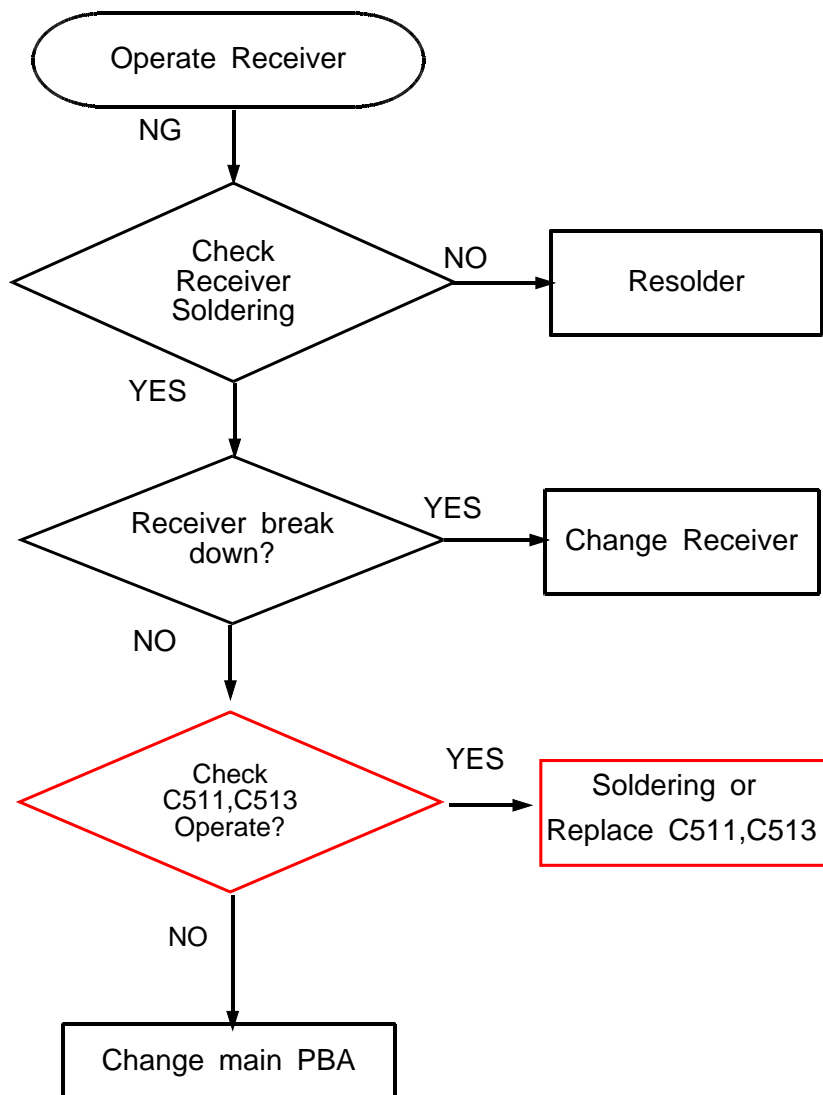 Operate Receiver
NG
Check
Receiver
Soldering
NO
Resolder
YES
Receiver break
down?
YES
Change Receiver
NO
Check
C511,C513
Operate?
YES
Soldering or
Replace C511,C513
NO
Change main PBA